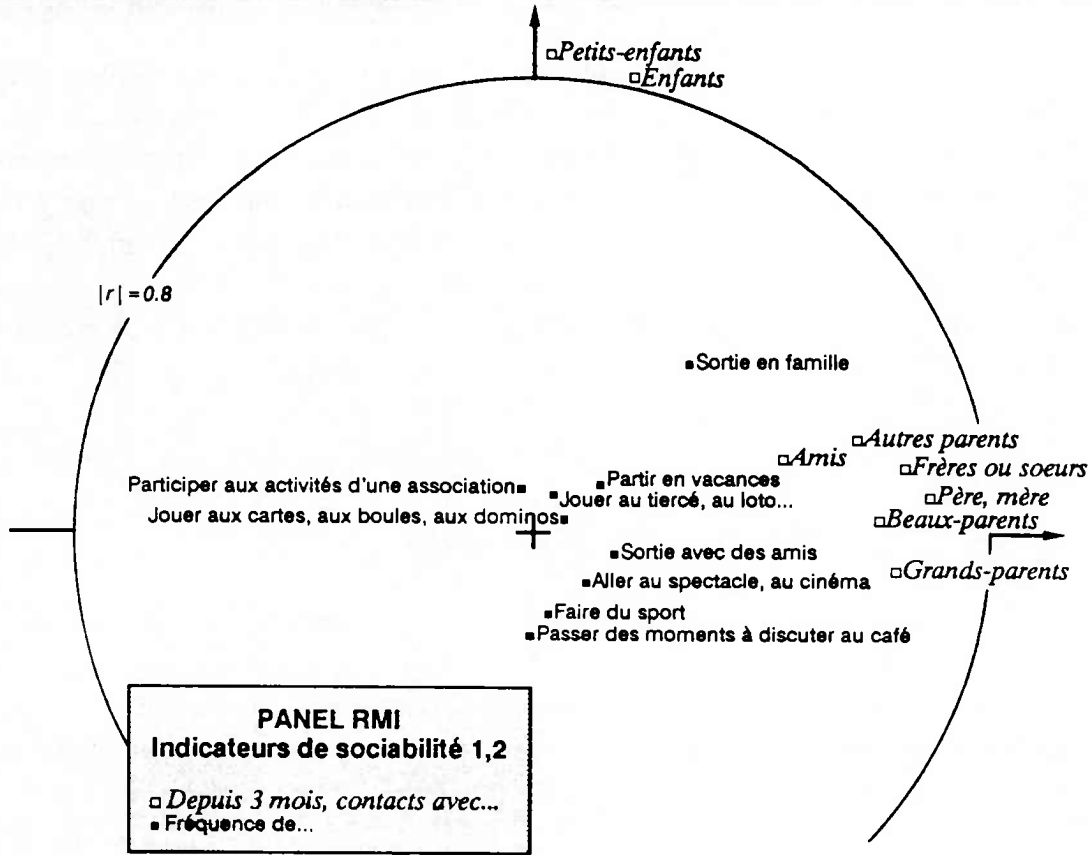 □Petits-enfants
□Enfants
|r| =0.8
▪Sortie en famille
□Autres parents
□Amis
□Frères ou soeurs
▪Partir en vacances
Participer aux activités d'une association▪
▪Jouer au tiercé, au loto...
□Père, mère
Jouer aux cartes, aux boules, aux dominos▪
□Beaux-parents
▪Sortie avec des amis
□Grands-parents
▪Aller au spectacle, au cinéma
▪Faire du sport
▪Passer des moments à discuter au café
PANEL RMI
Indicateurs de sociabilité 1,2
□ Depuis 3 mois, contacts avec...
▪ Fréquence de...